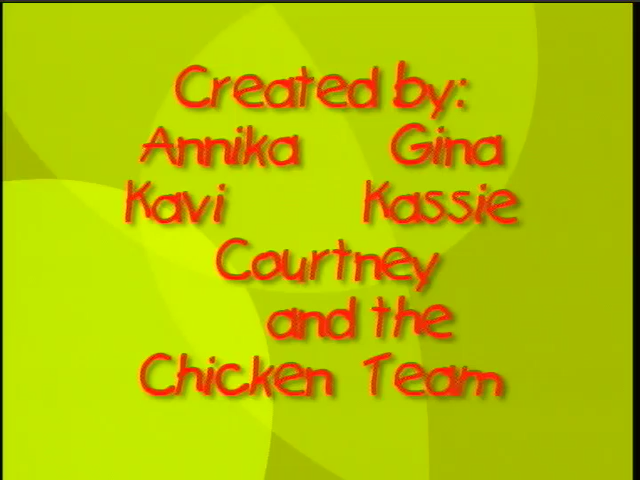 Created by:
Annika Gina
Kavi Kassie
Courtney
and the
Chicken Team